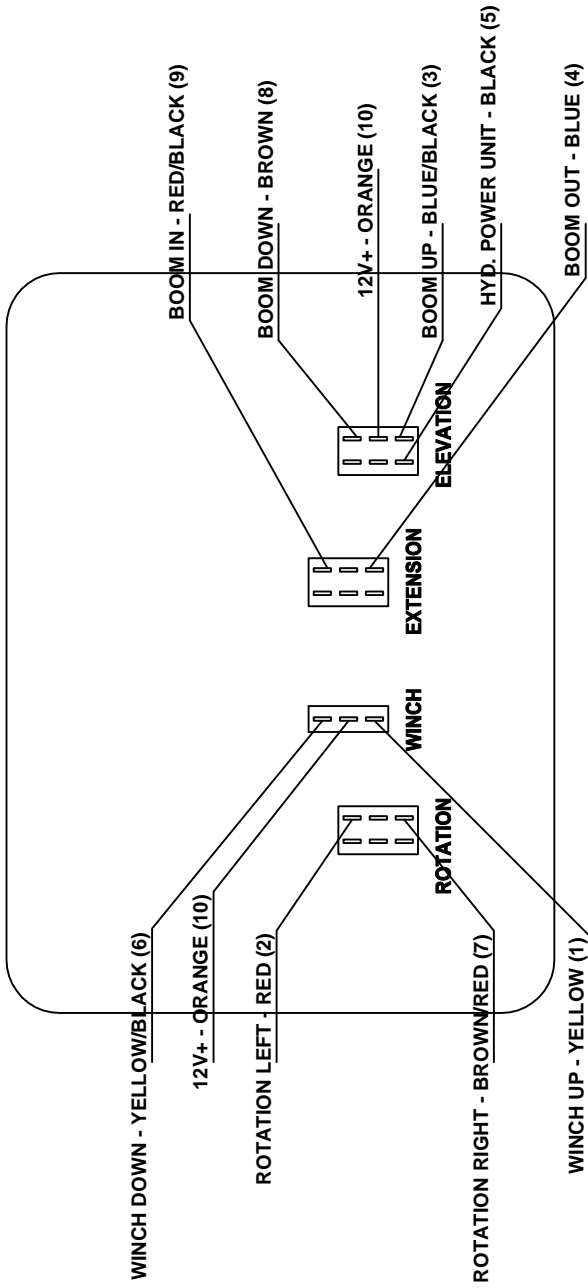 BOOM IN - RED/BLACK (9)
BOOM DOWN - BROWN (8)
12V+ - ORANGE (10)
BOOM UP - BLUE/BLACK (3)
HYD. POWER UNIT - BLACK (5)
BOOM OUT - BLUE (4)
ELEVATION
EXTENSION
WINCH
ROTATION
WINCH DOWN - YELLOW/BLACK (6)
12V+ - ORANGE (10)
ROTATION LEFT - RED (2)
ROTATION RIGHT - BROWN/RED (7)
WINCH UP - YELLOW (1)